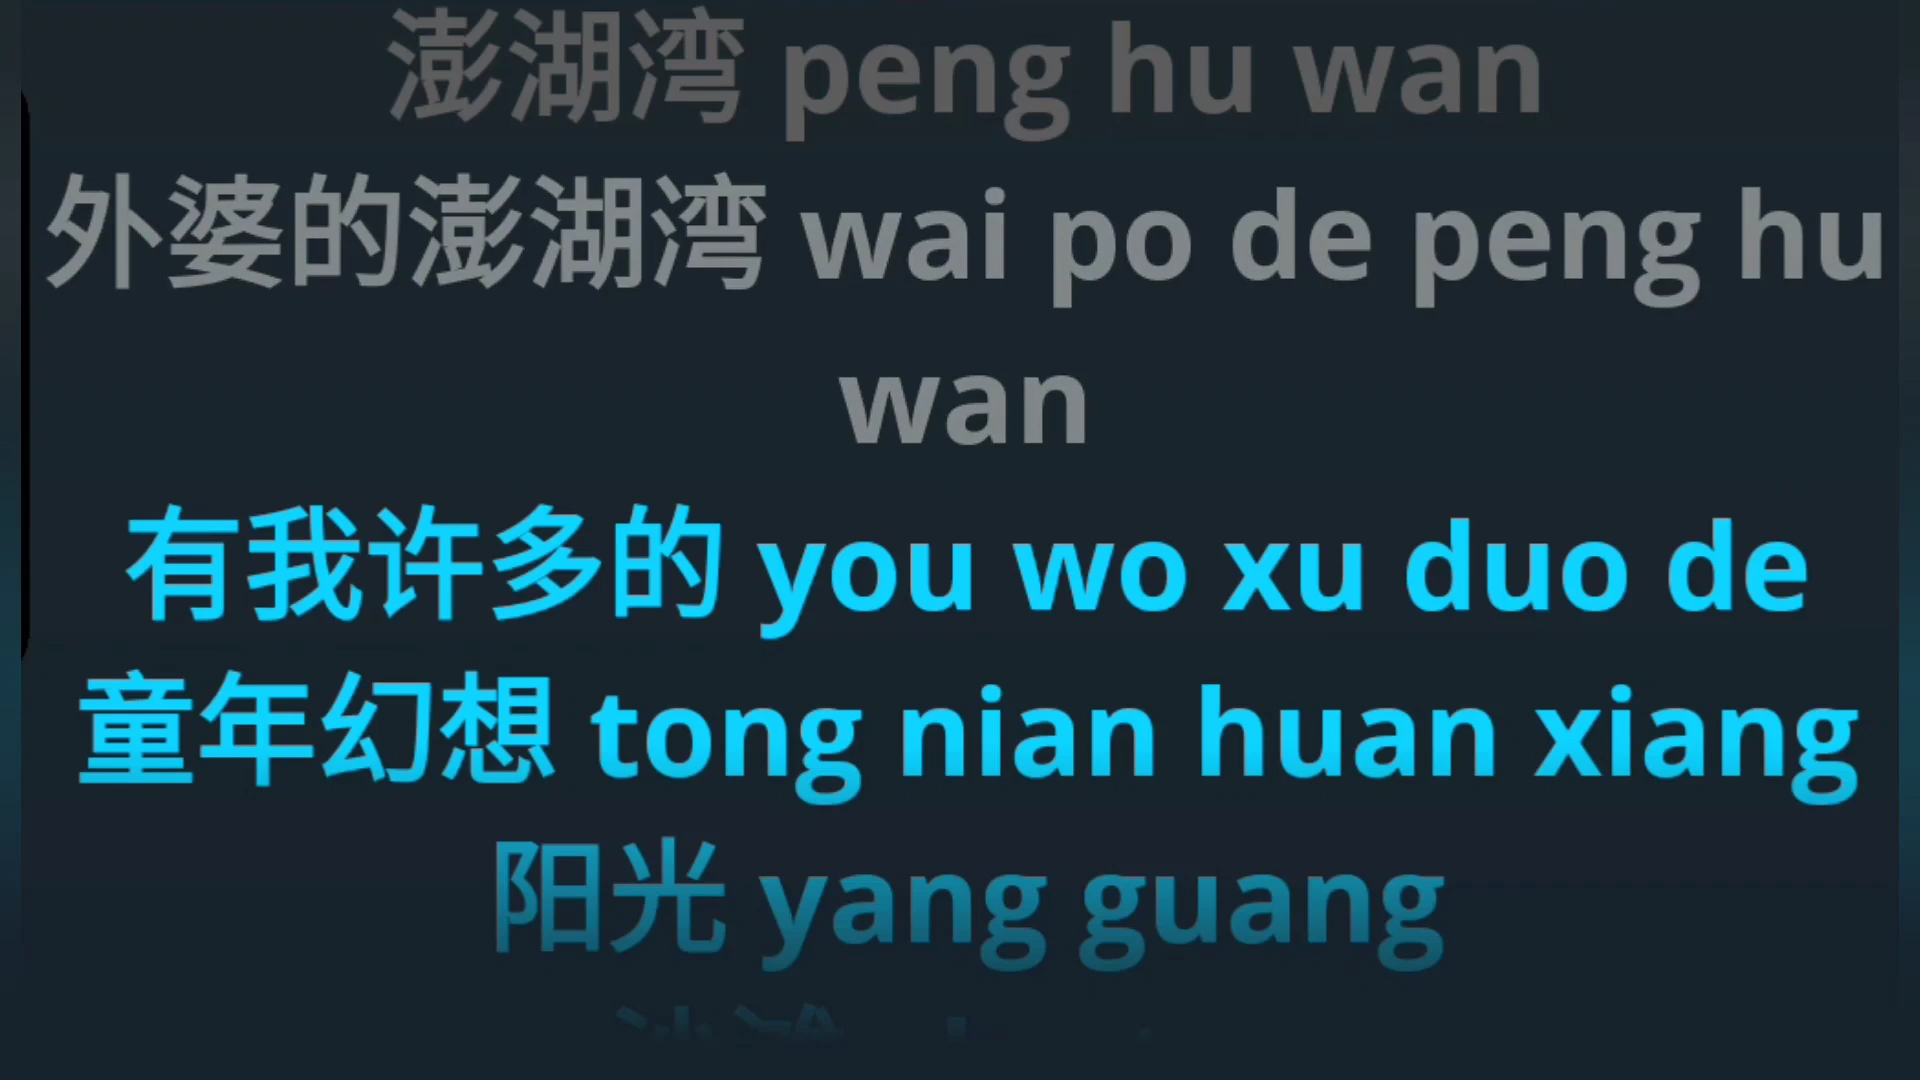 澎湖湾 peng hu wan
外婆的澎湖湾 wai po de peng hu
wan
有我许多的 you wo xu duo de
童年幻想 tong nian huan xiang
阳光 yang guang